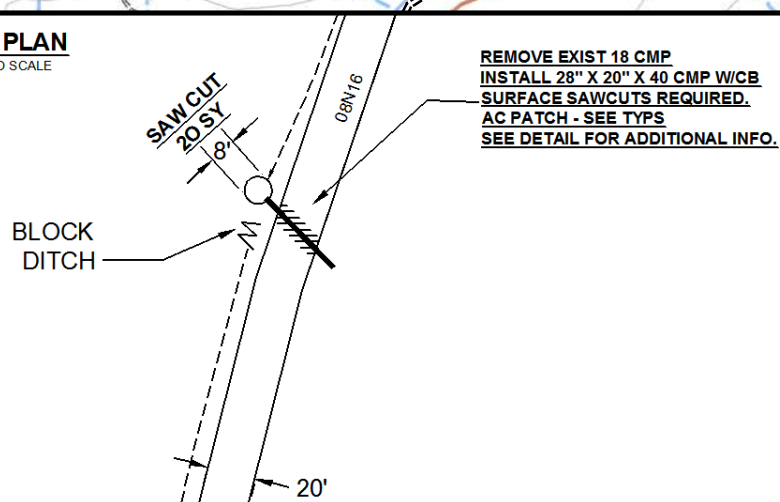 PLAN
O SCALE
SAW CUT
20 SY
8'
08N16
REMOVE EXIST 18 CMP
INSTALL 28" X 20" X 40 CMP W/CB
SURFACE SAWCUTS REQUIRED.
AC PATCH - SEE TYPS
SEE DETAIL FOR ADDITIONAL INFO.
BLOCK
DITCH
20'